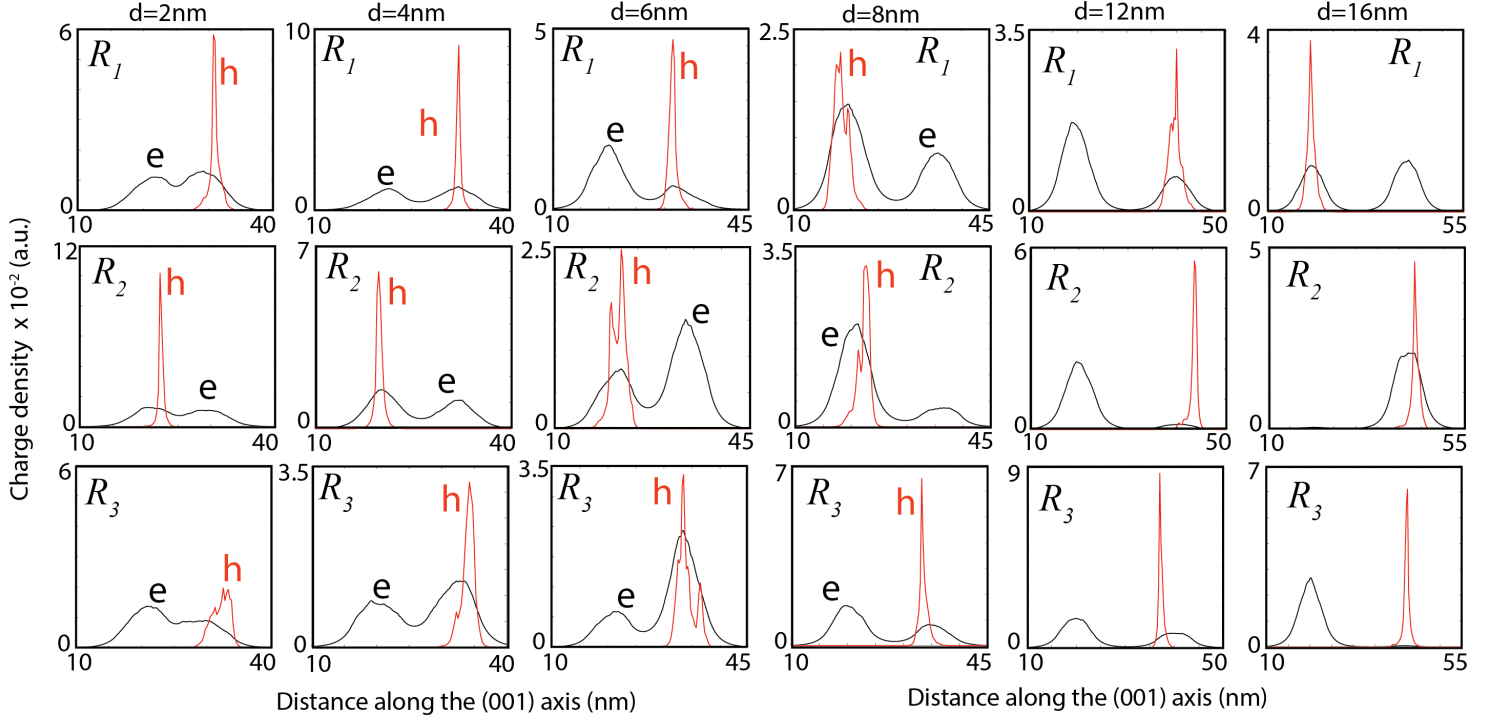 d=2nm d=4nm d=6nm d=8nm d=12nm d=16nm
6 R1 h e 0 10 40
10 R1 h e 0 10 40
5 R1 h e 0 10 45
2.5 h R1 e 0 10 45
3.5 R1 0 10 50
4 R1 0 10 55
12 R2 h e 0 10 40
7 R2 h e 0 10 40
2.5 R2 h e 0 10 45
3.5 h R2 e 0 10 45
6 R2 0 10 50
5 R2 0 10 55
6 R3 h e 0 10 40
3.5 R3 h e 0 10 40
3.5 R3 h e 0 10 45
7 R3 h e 0 10 45
9 R3 0 10 50
7 R3 0 10 55
Charge density x 10-2 (a.u.)
Distance along the (001) axis (nm)
Distance along the (001) axis (nm)